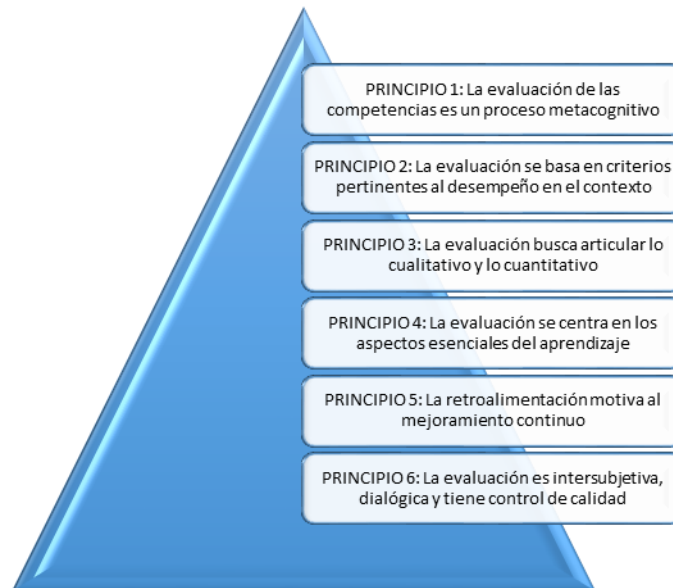 PRINCIPIO 1: La evaluación de las
competencias es un proceso metacognitivo
PRINCIPIO 2: La evaluación se basa en criterios
pertinentes al desempeño en el contexto
PRINCIPIO 3: La evaluación busca articular lo
cualitativo y lo cuantitativo
PRINCIPIO 4: La evaluación se centra en los
aspectos esenciales del aprendizaje
PRINCIPIO 5: La retroalimentación motiva al
mejoramiento continuo
PRINCIPIO 6: La evaluación es intersubjetiva,
dialógica y tiene control de calidad